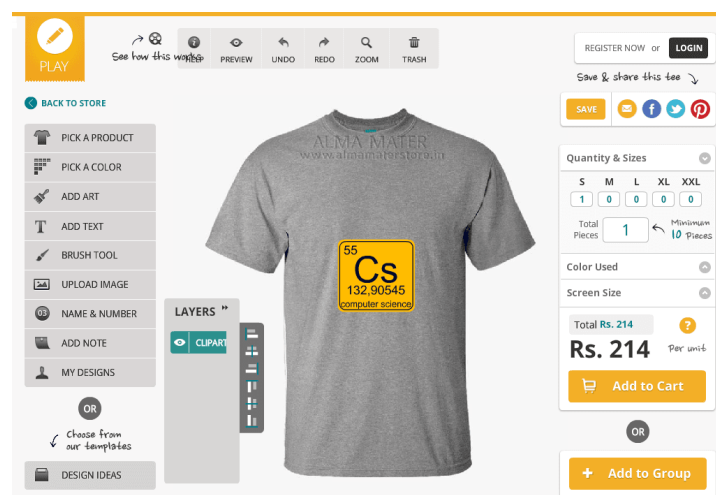 PLAY
See how this works
HELP
PREVIEW
UNDO
REDO
ZOOM
TRASH
REGISTER NOW or LOGIN
Save & share this tee
SAVE
BACK TO STORE
PICK A PRODUCT
PICK A COLOR
ADD ART
ADD TEXT
BRUSH TOOL
UPLOAD IMAGE
03 NAME & NUMBER
ADD NOTE
MY DESIGNS
OR
Choose from
our templates
DESIGN IDEAS
LAYERS
CLIPART
ALMA MATER
www.almamaterstore.in
55
Cs
132,90545
computer science
Quantity & Sizes
S M L XL XXL
1 0 0 0 0
Total
Pieces
1
Minimum
10 Pieces
Color Used
Screen Size
Total Rs. 214
?
Rs. 214 Per unit
Add to Cart
OR
+ Add to Group